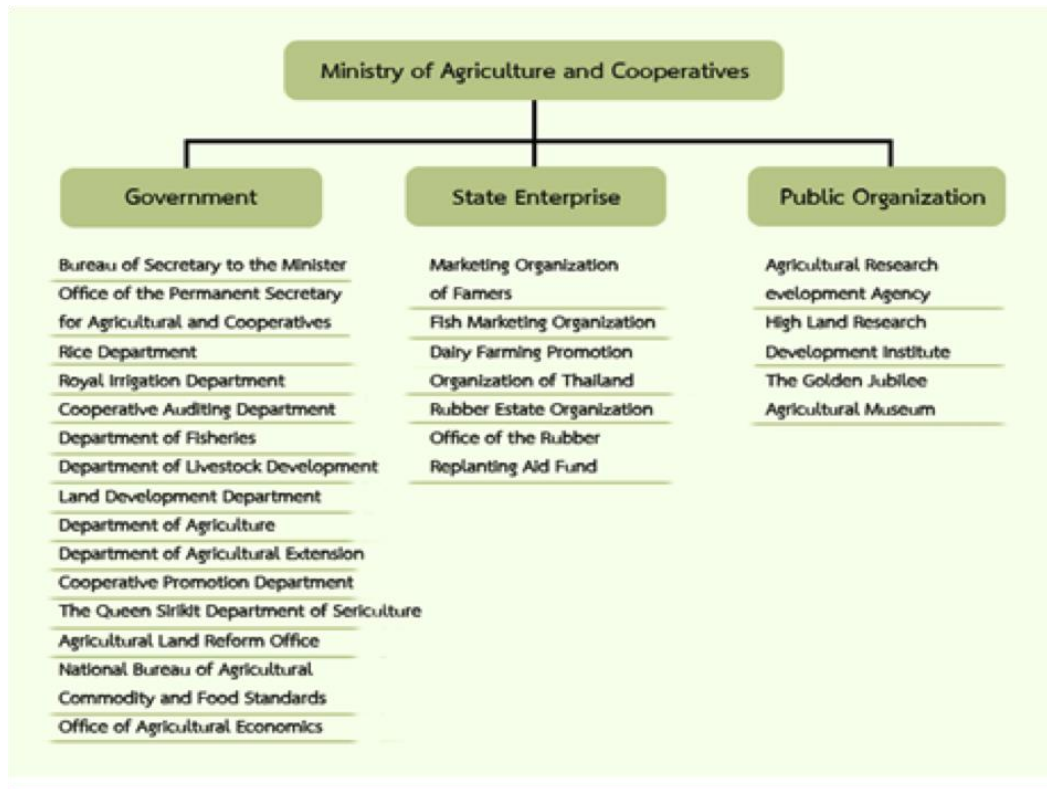 Ministry of Agriculture and Cooperatives
Government
Bureau of Secretary to the Minister
Office of the Permanent Secretary
for Agricultural and Cooperatives
Rice Department
Royal Irrigation Department
Cooperative Auditing Department
Department of Fisheries
Department of Livestock Development
Land Development Department
Department of Agriculture
Department of Agricultural Extension
Cooperative Promotion Department
The Queen Sirikit Department of Sericulture
Agricultural Land Reform Office
National Bureau of Agricultural
Commodity and Food Standards
Office of Agricultural Economics
State Enterprise
Marketing Organization
of Famers
Fish Marketing Organization
Dairy Farming Promotion
Organization of Thailand
Rubber Estate Organization
Office of the Rubber
Replanting Aid Fund
Public Organization
Agricultural Research
evelopment Agency
High Land Research
Development Institute
The Golden Jubilee
Agricultural Museum